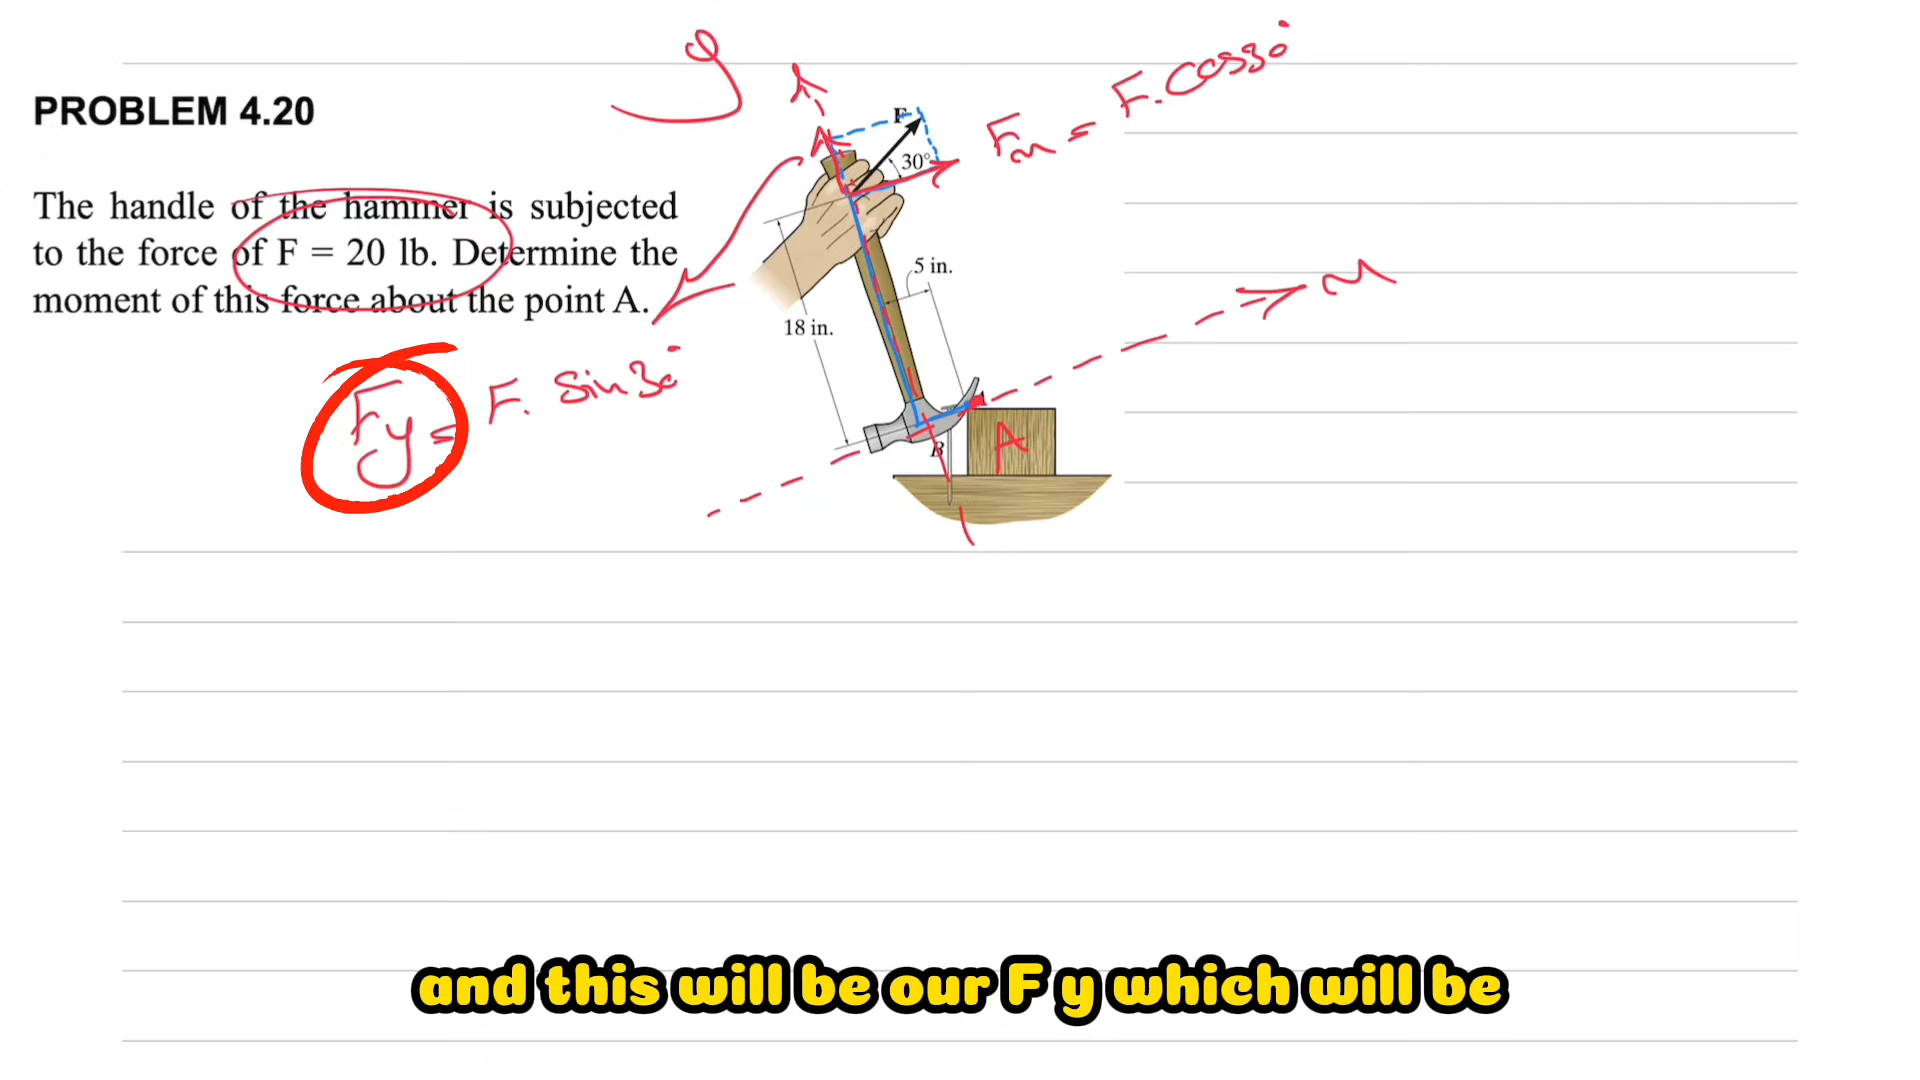 PROBLEM 4.20
The handle of the hammer is subjected
to the force of F = 20 lb. Determine the
moment of this force about the point A.
y
F
30°
Fx = F. Cos30°
5 in.
18 in.
x
Fy = F. Sin30°
B
A
and this will be our F y which will be